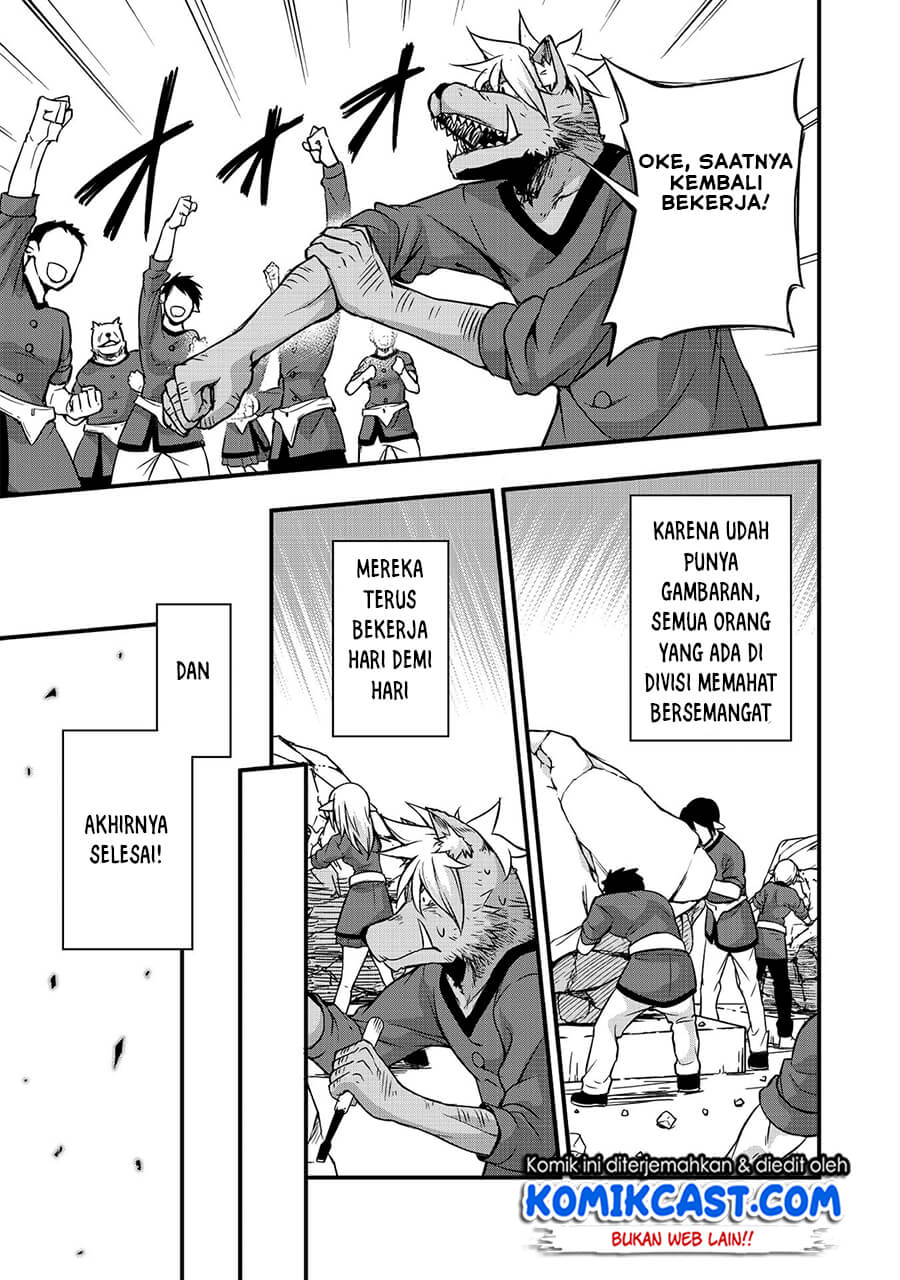 OKE, SAATNYA
KEMBALI
BEKERJA!
KARENA UDAH
PUNYA
GAMBARAN,
SEMUA ORANG
YANG ADA DI
DIVISI MEMAHAT
BERSEMANGAT
MEREKA
TERUS
BEKERJA
HARI DEMI
HARI
DAN
AKHIRNYA
SELESAI!
Komik ini diterjemahkan & diedit oleh
KOMIKCAST.COM
BUKAN WEB LAIN!!